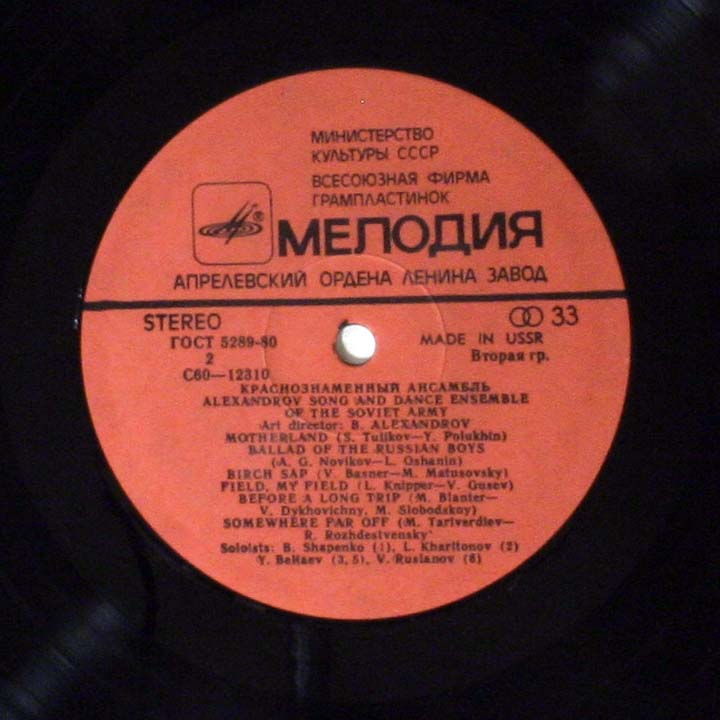 МИНИСТЕРСТВО
КУЛЬТУРЫ СССР
ВСЕСОЮЗНАЯ ФИРМА
ГРАМПЛАСТИНОК
®
МЕЛОДИЯ
АПРЕЛЕВСКИЙ ОРДЕНА ЛЕНИНА ЗАВОД
STEREO
33
ГОСТ 5289-80
MADE IN USSR
2
Вторая гр.
С60—12310
КРАСНОЗНАМЕННЫЙ АНСАМБЛЬ
ALEXANDROV SONG AND DANCE ENSEMBLE
OF THE SOVIET ARMY
Art director: B. ALEXANDROV
MOTHERLAND (S. Tulikov—Y. Polukhin)
BALLAD OF THE RUSSIAN BOYS
(A. G. Novikov—L. Oshanin)
BIRCH SAP (V. Basner—M. Matusovsky)
FIELD, MY FIELD (L. Knipper—V. Gusev)
BEFORE A LONG TRIP (M. Blanter—
V. Dykhovichny, M. Slobodskoy)
SOMEWHERE FAR OFF (M. Tariverdiev—
R. Rozhdestvensky)
Soloists: B. Shapenko (1), L. Kharitonov (2)
Y. Beliaev (3, 5), V. Ruslanov (6)